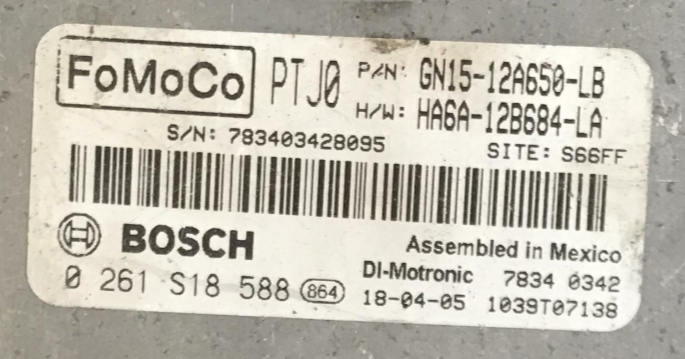 FoMoCo PTJ0 P/N: GN15-12A650-LB
H/W: HA6A-12B684-LA
S/N: 783403428095 SITE: S66FF
BOSCH Assembled in Mexico
DI-Motronic 7834 0342
0 261 S18 588 864 18-04-05 1039T07138